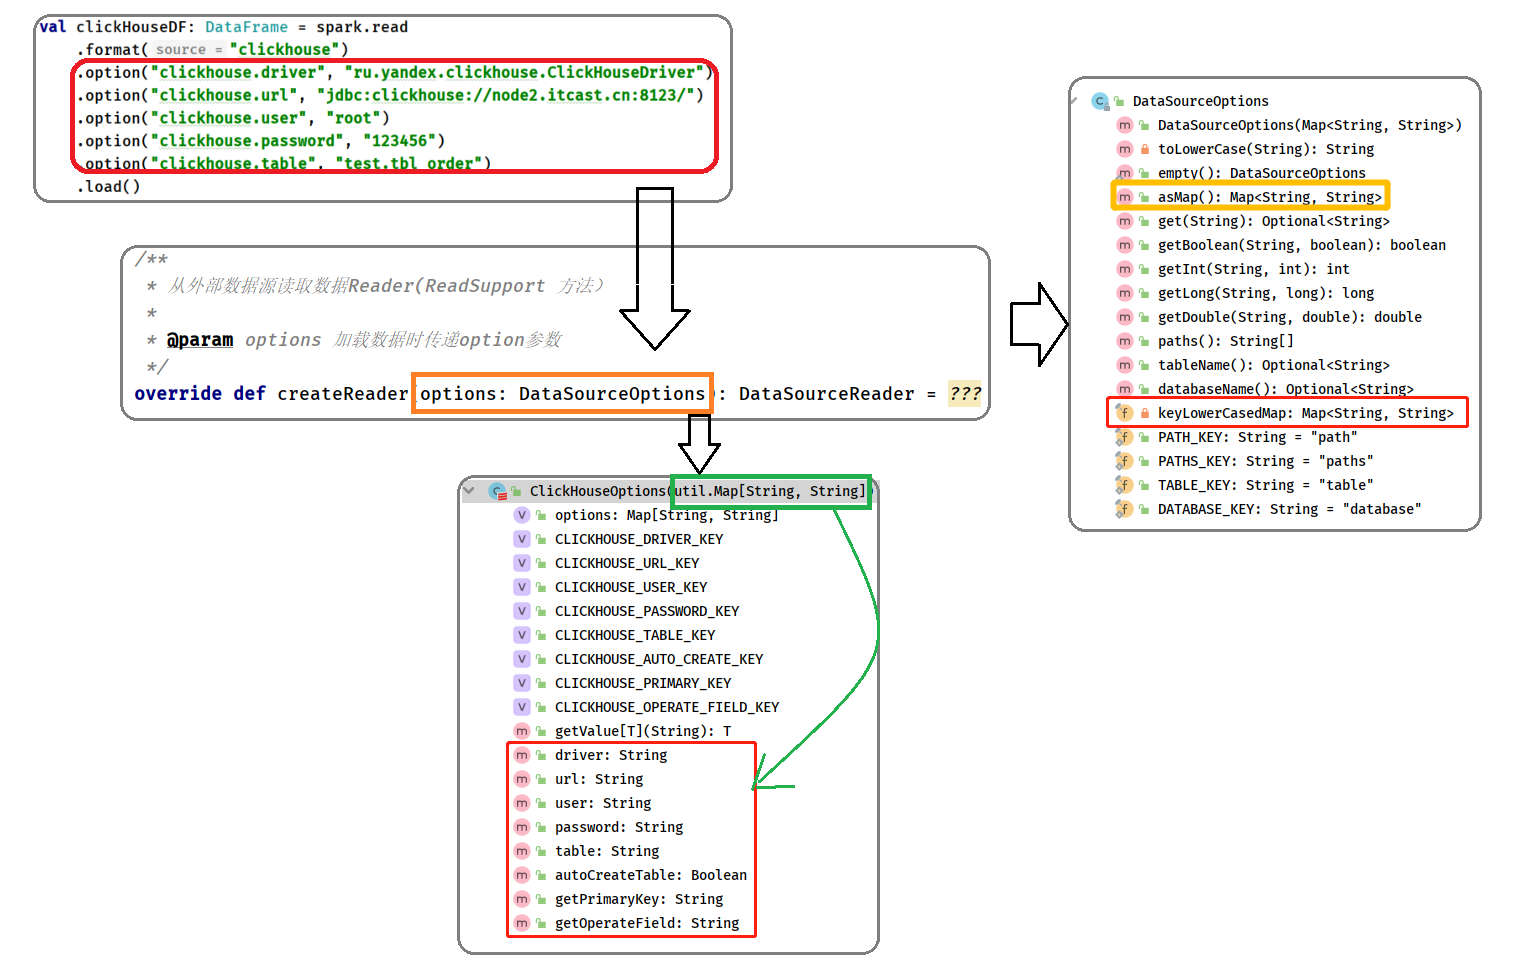 val clickHouseDF: DataFrame = spark.read
.format( source = "clickhouse")
.option("clickhouse.driver", "ru.yandex.clickhouse.ClickHouseDriver")
.option("clickhouse.url", "jdbc:clickhouse://node2.itcast.cn:8123/")
.option("clickhouse.user", "root")
.option("clickhouse.password", "123456")
.option("clickhouse.table", "test.tbl_order")
.load()
/**
* 从外部数据源读取数据Reader(ReadSupport 方法）
*
* @param options 加载数据时传递option参数
*/
override def createReader(options: DataSourceOptions): DataSourceReader = ???
DataSourceOptions
DataSourceOptions(Map<String, String>)
toLowerCase(String): String
empty(): DataSourceOptions
asMap(): Map<String, String>
get(String): Optional<String>
getBoolean(String, boolean): boolean
getInt(String, int): int
getLong(String, long): long
getDouble(String, double): double
paths(): String[]
tableName(): Optional<String>
databaseName(): Optional<String>
keyLowerCasedMap: Map<String, String>
PATH_KEY: String = "path"
PATHS_KEY: String = "paths"
TABLE_KEY: String = "table"
DATABASE_KEY: String = "database"
ClickHouseOptions(util.Map[String, String])
options: Map[String, String]
CLICKHOUSE_DRIVER_KEY
CLICKHOUSE_URL_KEY
CLICKHOUSE_USER_KEY
CLICKHOUSE_PASSWORD_KEY
CLICKHOUSE_TABLE_KEY
CLICKHOUSE_AUTO_CREATE_KEY
CLICKHOUSE_PRIMARY_KEY
CLICKHOUSE_OPERATE_FIELD_KEY
getValue[T](String): T
driver: String
url: String
user: String
password: String
table: String
autoCreateTable: Boolean
getPrimaryKey: String
getOperateField: String